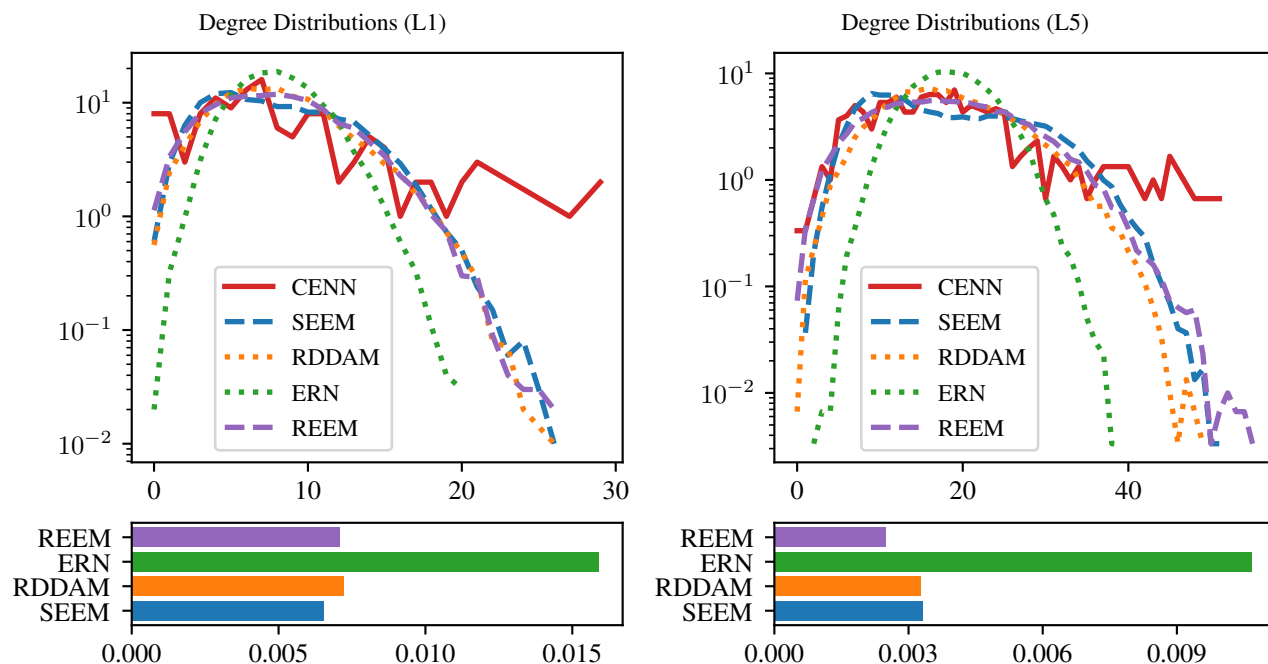 Degree Distributions (L1)
10^1
10^0
10^{-1}
10^{-2}
CENN
SEEM
RDDAM
ERN
REEM
0 10 20 30
REEM
ERN
RDDAM
SEEM
0.000 0.005 0.010 0.015
Degree Distributions (L5)
10^1
10^0
10^{-1}
10^{-2}
CENN
SEEM
RDDAM
ERN
REEM
0 20 40
REEM
ERN
RDDAM
SEEM
0.000 0.003 0.006 0.009